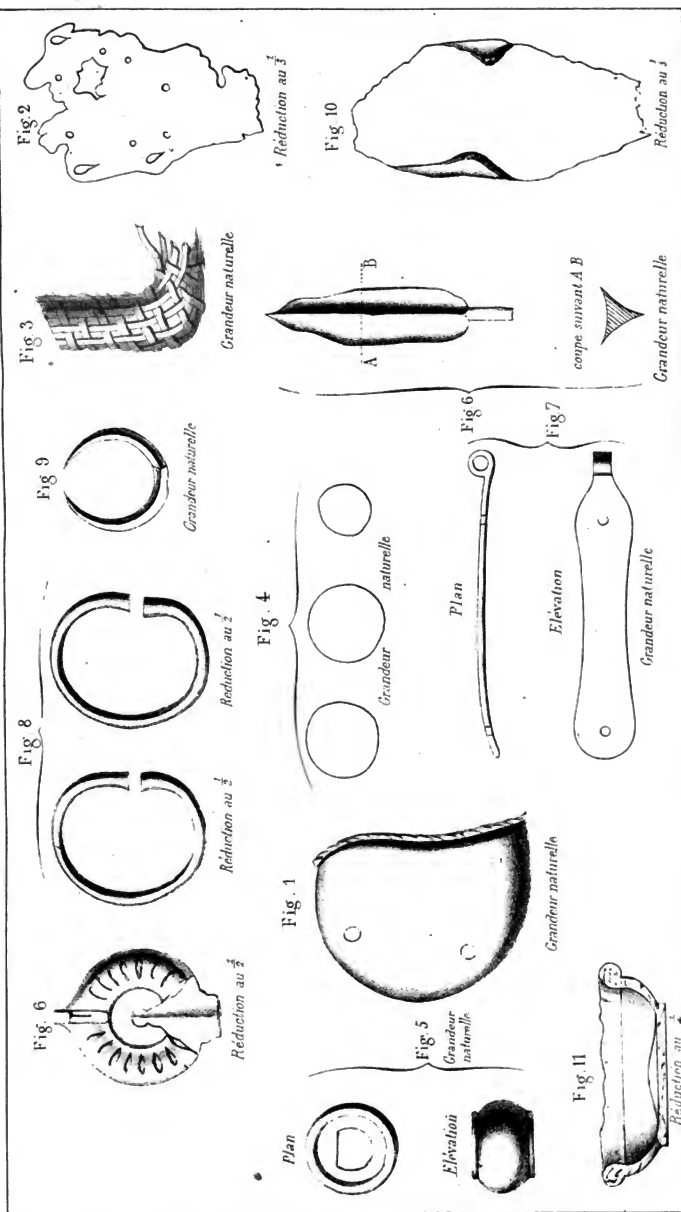 Fig. 6
Réduction au ½
Fig. 8
Réduction au ½
Réduction au ½
Fig 9
Grandeur naturelle
Fig 3
Grandeur naturelle
Fig. 2
Réduction au ⅓
Plan
Elévation
Fig. 5
Grandeur
naturelle
Fig. 1
Grandeur naturelle
Fig. 4
Grandeur naturelle
Plan
Fig. 7
Elévation
Grandeur naturelle
Fig 6
A B
coupe suivant A B
Grandeur naturelle
Fig 10
Réduction au
Fig. 11
Réduction au